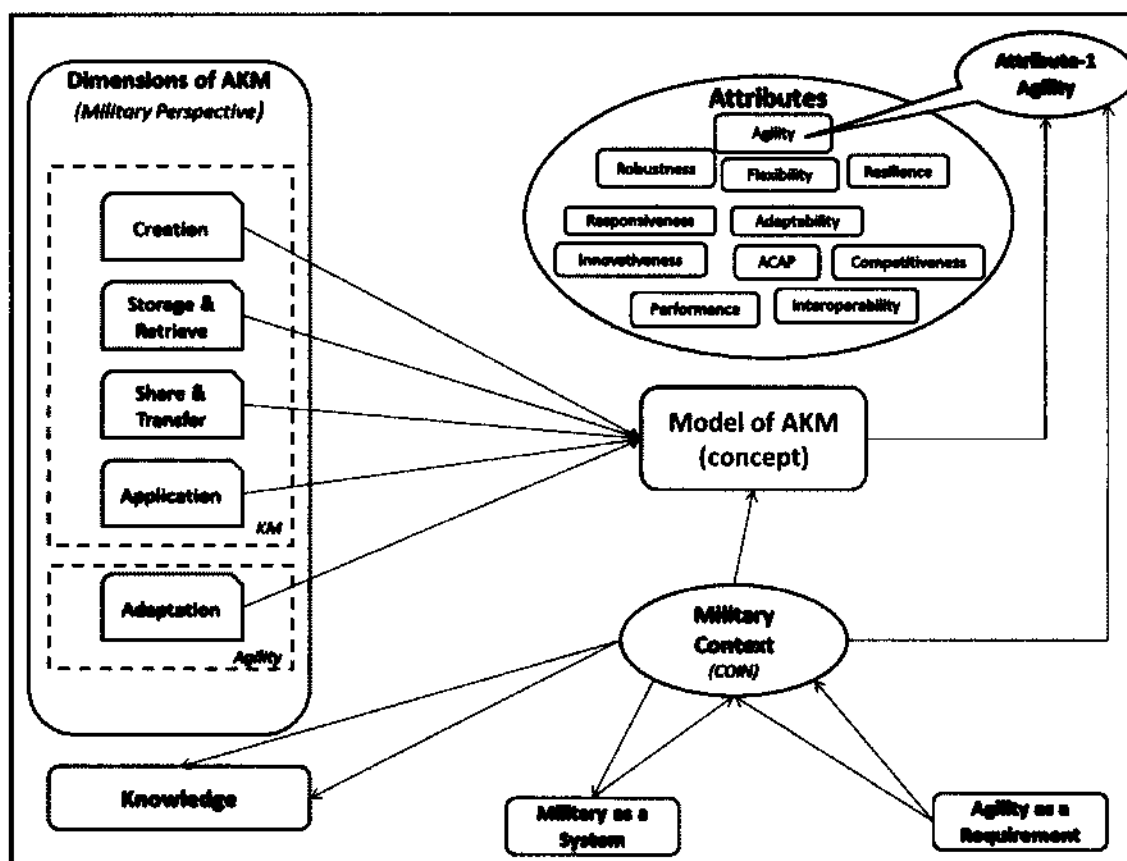 Dimensions of AKM
(Military Perspective)
Creation
Storage &
Retrieve
Share &
Transfer
Application
KM
Adaptation
Agility
Knowledge
Attribute-1
Agility
Attributes
Agility
Robustness
Flexibility
Resilience
Responsiveness
Adaptability
Innovativeness
ACAP
Competitiveness
Performance
Interoperability
Model of AKM
(concept)
Military
Context
(COIN)
Military as a
System
Agility as a
Requirement